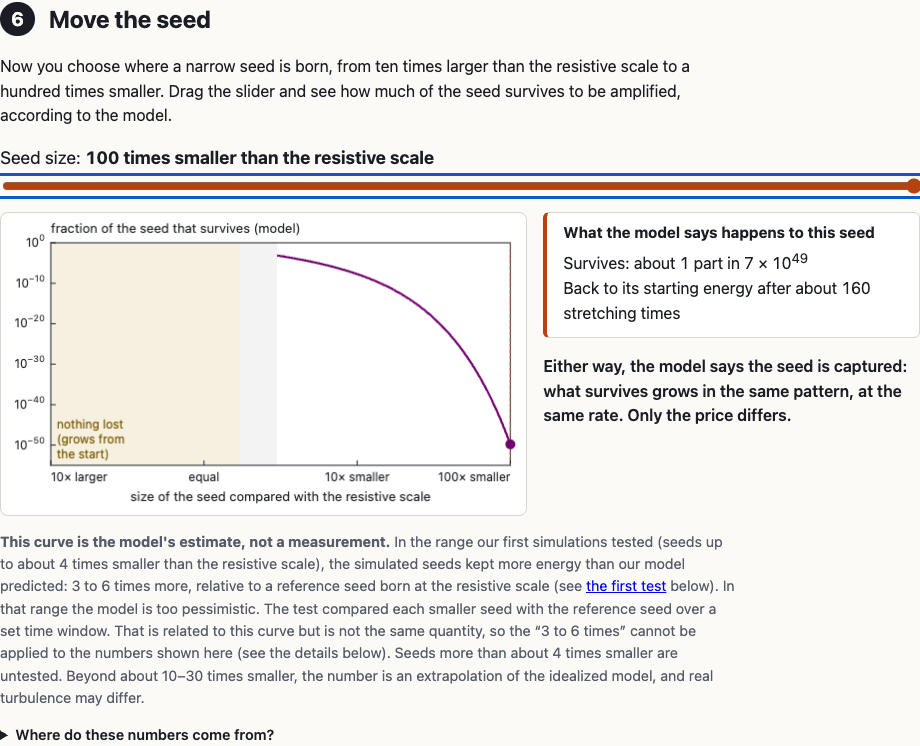 6 Move the seed
Now you choose where a narrow seed is born, from ten times larger than the resistive scale to a
hundred times smaller. Drag the slider and see how much of the seed survives to be amplified,
according to the model.
Seed size: 100 times smaller than the resistive scale
fraction of the seed that survives (model)
10⁰
10⁻¹⁰
10⁻²⁰
10⁻³⁰
10⁻⁴⁰
10⁻⁵⁰
nothing lost
(grows from
the start)
10× larger
equal
10× smaller
100× smaller
size of the seed compared with the resistive scale
What the model says happens to this seed
Survives: about 1 part in 7 × 10⁴⁹
Back to its starting energy after about 160
stretching times
Either way, the model says the seed is captured:
what survives grows in the same pattern, at the
same rate. Only the price differs.
This curve is the model's estimate, not a measurement. In the range our first simulations tested (seeds up
to about 4 times smaller than the resistive scale), the simulated seeds kept more energy than our model
predicted: 3 to 6 times more, relative to a reference seed born at the resistive scale (see the first test below). In
that range the model is too pessimistic. The test compared each smaller seed with the reference seed over a
set time window. That is related to this curve but is not the same quantity, so the “3 to 6 times” cannot be
applied to the numbers shown here (see the details below). Seeds more than about 4 times smaller are
untested. Beyond about 10–30 times smaller, the number is an extrapolation of the idealized model, and real
turbulence may differ.
Where do these numbers come from?